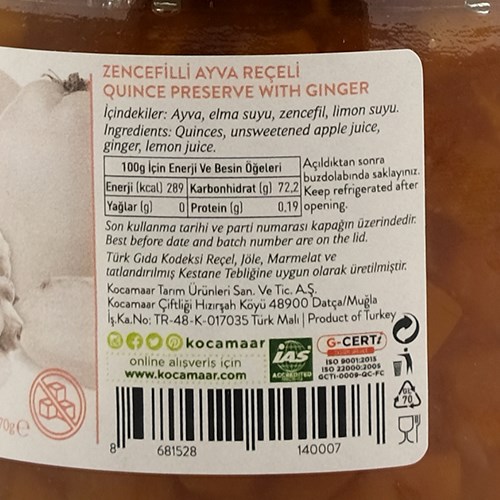 ZENCEFİLLİ AYVA REÇELİ
QUINCE PRESERVE WITH GINGER
İçindekiler: Ayva, elma suyu, zencefil, limon suyu.
Ingredients: Quinces, unsweetened apple juice,
ginger, lemon juice.
100g İçin Enerji Ve Besin Öğeleri
Enerji (kcal) 289 Karbonhidrat (g) 72,2
Yağlar (g) 0 Protein (g) 0,19
Açıldıktan sonra
buzdolabında saklayınız.
Keep refrigerated after
opening.
Son kullanma tarihi ve parti numarası kapağın üzerindedir.
Best before date and batch number are on the lid.
Türk Gıda Kodeksi Reçel, Jöle, Marmelat ve
tatlandırılmış Kestane Tebliğine uygun olarak üretilmiştir.
Kocamaar Tarım Ürünleri San. Ve Tic. A.Ş.
Kocamaar Çiftliği Hızırşah Köyü 48900 Datça/Muğla
İş.Ka.No: TR-48-K-017035 Türk Malı | Product of Turkey
kocamaar
online alışveriş için
www.kocamaar.com
IAS
ACCREDITED
G-CERTi
ISO 9001:2015
ISO 22000:2005
GCTI-0009-QC-FC
GL
70
70g e
8 681528 140007